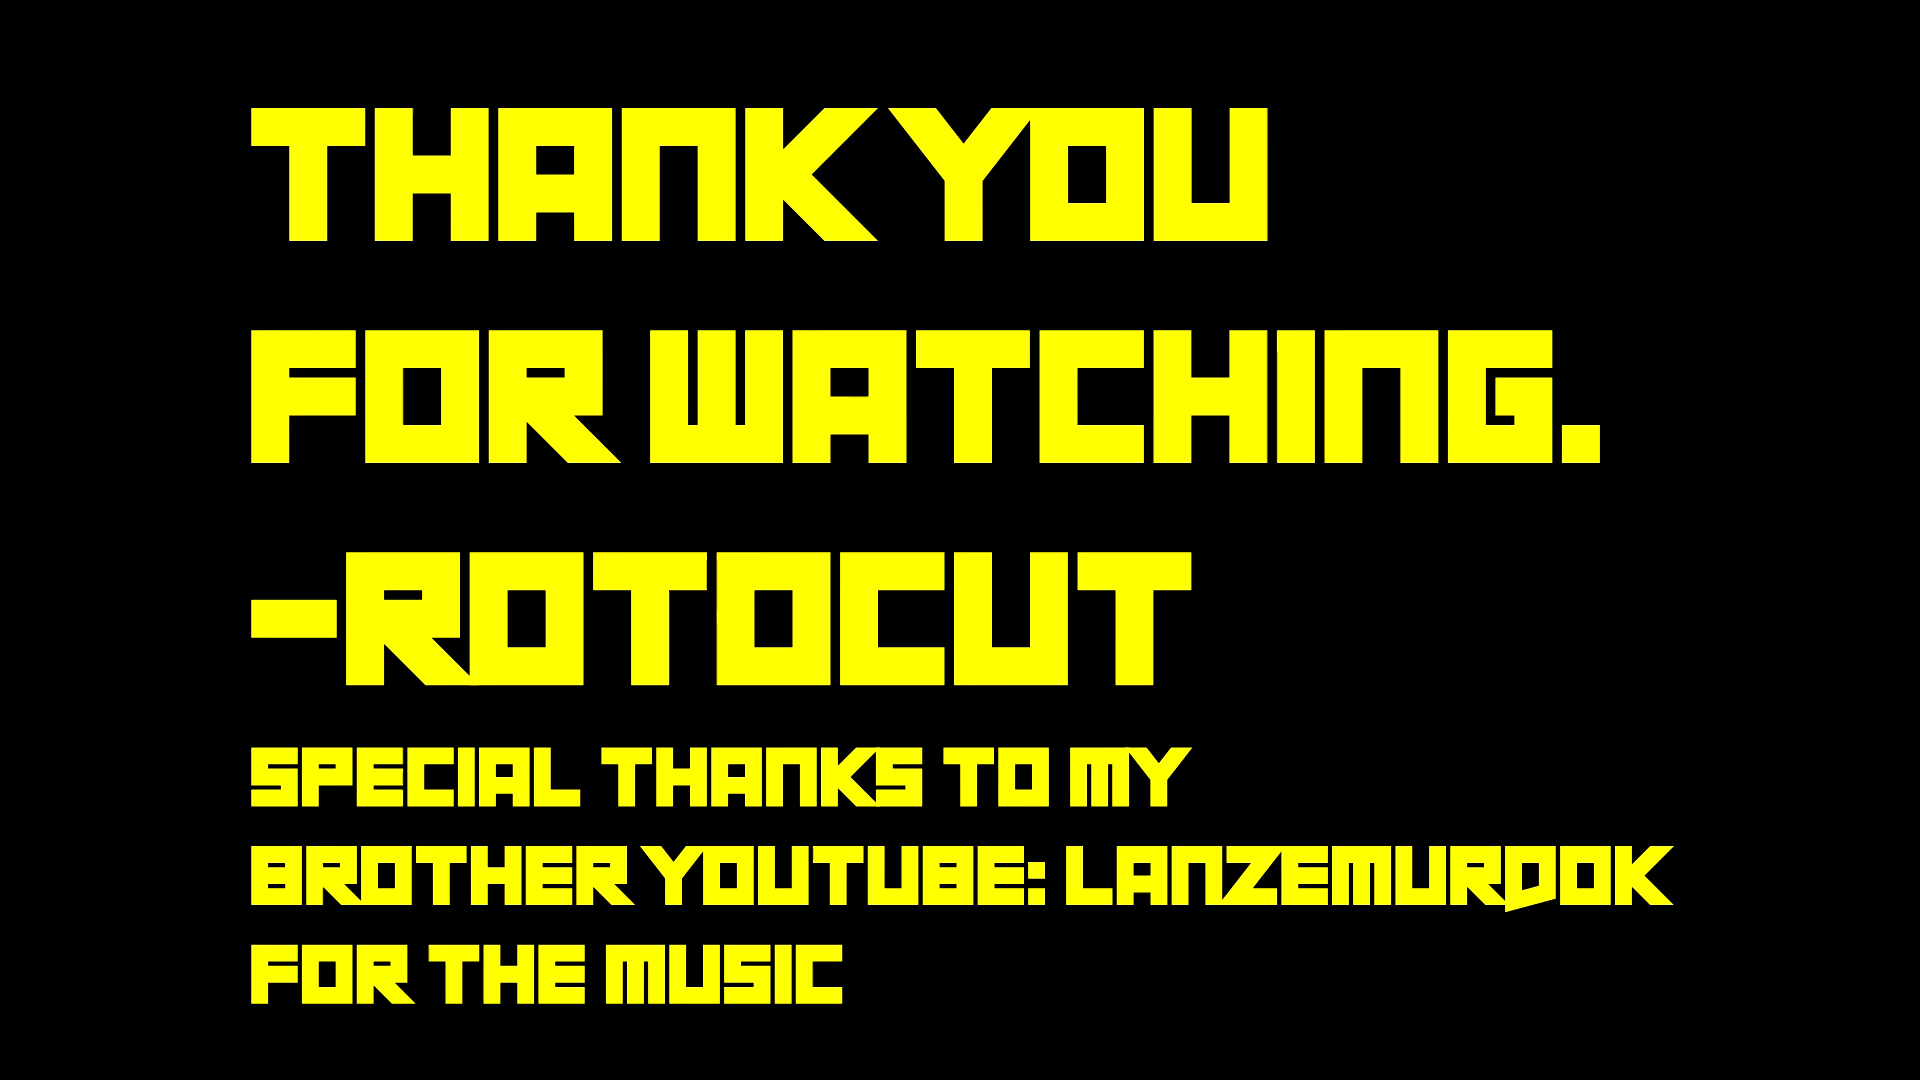 THANK YOU
FOR WATCHING.
-ROTOCUT
SPECIAL THANKS TO MY
BROTHER YOUTUBE: LANZEMURDOK
FOR THE MUSIC